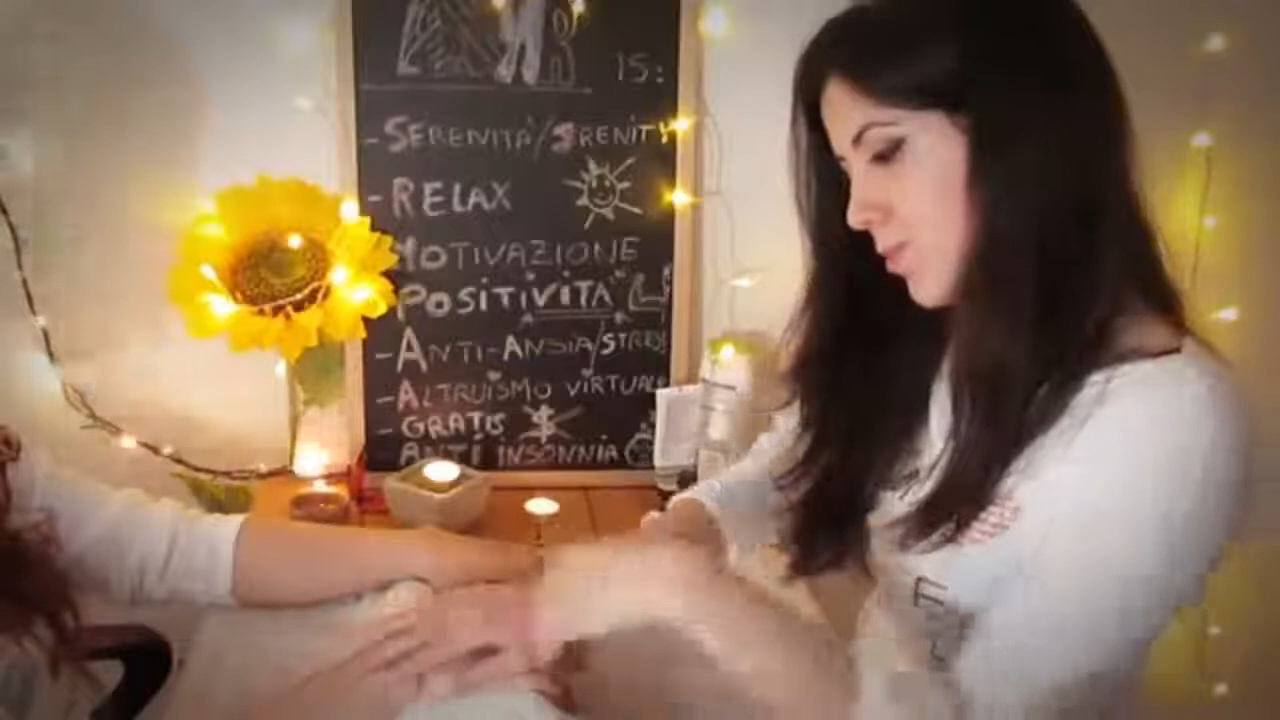 15:
- SERENITÀ/SERENITY
- RELAX
MOTIVAZIONE
POSITIVITÀ
- ANTI-ANSIA/STRESS
- ALTRUISMO VIRTUALE
- GRATIS $
ANTI INSONNIA